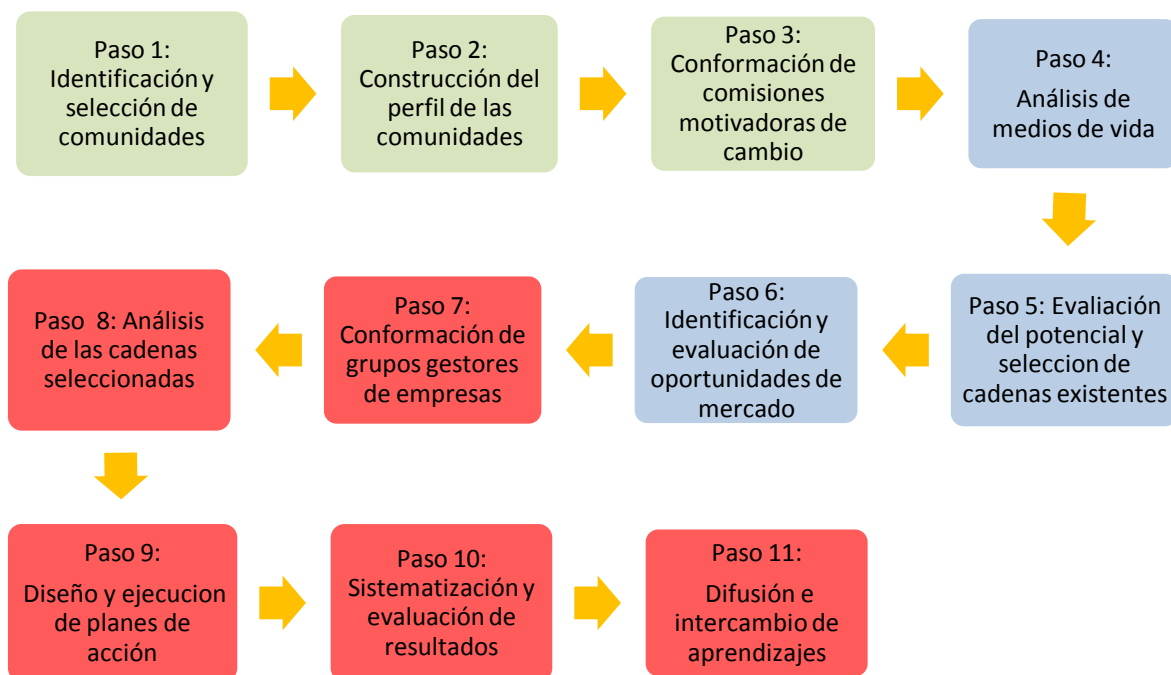 Paso 1:
Identificación y
selección de
comunidades
Paso 2:
Construcción del
perfil de las
comunidades
Paso 3:
Conformación de
comisiones
motivadoras de
cambio
Paso 4:
Análisis de
medios de vida
Paso 5: Evaliación
del potencial y
seleccion de
cadenas existentes
Paso 6:
Identificación y
evaluación de
oportunidades de
mercado
Paso 7:
Conformación de
grupos gestores
de empresas
Paso 8: Análisis
de las cadenas
seleccionadas
Paso 9:
Diseño y ejecucion
de planes de
acción
Paso 10:
Sistematización y
evaluación de
resultados
Paso 11:
Difusión e
intercambio de
aprendizajes